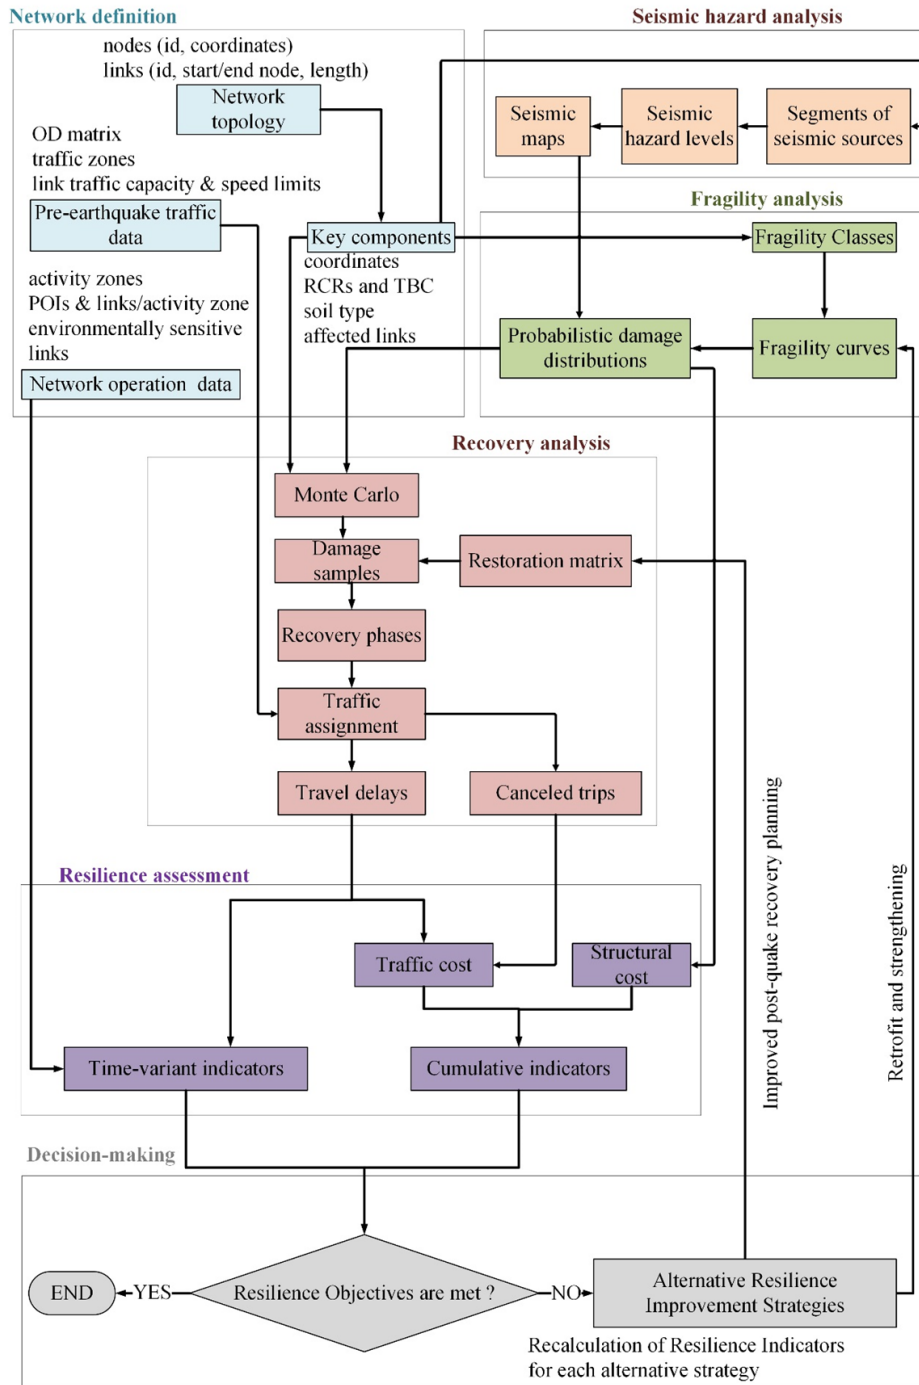 Network definition
nodes (id, coordinates)
links (id, start/end node, length)
Network
topology
OD matrix
traffic zones
link traffic capacity & speed limits
Pre-earthquake traffic
data
activity zones
POIs & links/activity zone
environmentally sensitive
links
Network operation data
Key components
coordinates
RCRs and TBC
soil type
affected links
Seismic hazard analysis
Seismic
maps
Seismic
hazard levels
Segments of
seismic sources
Fragility analysis
Fragility Classes
Probabilistic damage
distributions
Fragility curves
Recovery analysis
Monte Carlo
Damage
samples
Restoration matrix
Recovery phases
Traffic
assignment
Travel delays
Canceled trips
Resilience assessment
Traffic cost
Structural
cost
Time-variant indicators
Cumulative indicators
Improved post-quake recovery planning
Retrofit and strengthening
Decision-making
END
YES
Resilience Objectives are met ?
NO
Alternative Resilience
Improvement Strategies
Recalculation of Resilience Indicators
for each alternative strategy